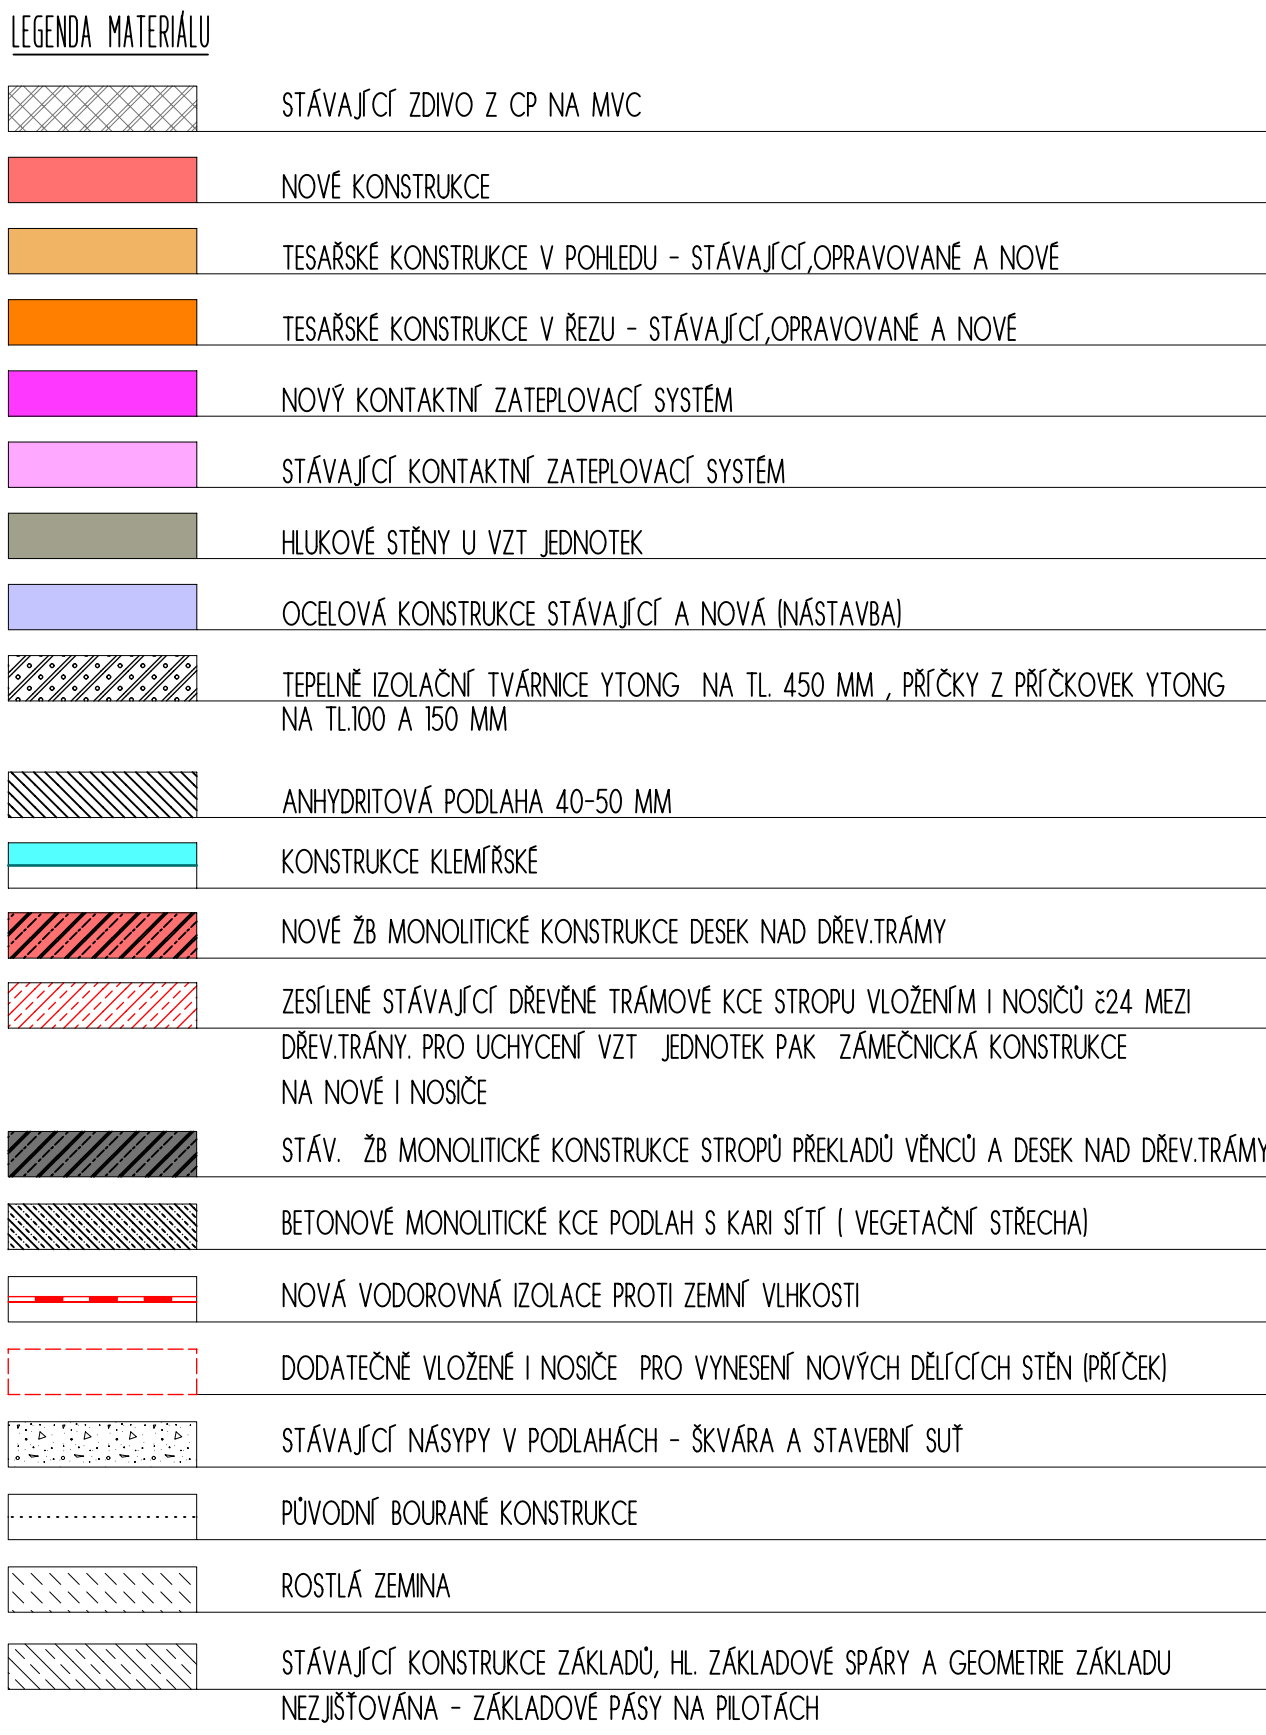 LEGENDA MATERIÁLU
STÁVAJÍCÍ ZDIVO Z CP NA MVC
NOVÉ KONSTRUKCE
TESAŘSKÉ KONSTRUKCE V POHLEDU - STÁVAJÍCÍ,OPRAVOVANÉ A NOVÉ
TESAŘSKÉ KONSTRUKCE V ŘEZU - STÁVAJÍCÍ,OPRAVOVANÉ A NOVÉ
NOVÝ KONTAKTNÍ ZATEPLOVACÍ SYSTÉM
STÁVAJÍCÍ KONTAKTNÍ ZATEPLOVACÍ SYSTÉM
HLUKOVÉ STĚNY U VZT JEDNOTEK
OCELOVÁ KONSTRUKCE STÁVAJÍCÍ A NOVÁ (NÁSTAVBA)
TEPELNĚ IZOLAČNÍ TVÁRNICE YTONG NA TL. 450 MM , PŘÍČKY Z PŘÍČKOVEK YTONG
NA TL.100 A 150 MM
ANHYDRITOVÁ PODLAHA 40-50 MM
KONSTRUKCE KLEMÍŘSKÉ
NOVÉ ŽB MONOLITICKÉ KONSTRUKCE DESEK NAD DŘEV.TRÁMY
ZESÍLENÉ STÁVAJÍCÍ DŘEVĚNÉ TRÁMOVÉ KCE STROPU VLOŽENÍM I NOSIČŮ č24 MEZI
DŘEV.TRÁNY. PRO UCHYCENÍ VZT JEDNOTEK PAK ZÁMEČNICKÁ KONSTRUKCE
NA NOVÉ I NOSIČE
STÁV. ŽB MONOLITICKÉ KONSTRUKCE STROPŮ PŘEKLADŮ VĚNCŮ A DESEK NAD DŘEV.TRÁMY
BETONOVÉ MONOLITICKÉ KCE PODLAH S KARI SÍTÍ ( VEGETAČNÍ STŘECHA)
NOVÁ VODOROVNÁ IZOLACE PROTI ZEMNÍ VLHKOSTI
DODATEČNĚ VLOŽENÉ I NOSIČE PRO VYNESENÍ NOVÝCH DĚLÍCÍCH STĚN (PŘÍČEK)
STÁVAJÍCÍ NÁSYPY V PODLAHÁCH - ŠKVÁRA A STAVEBNÍ SUŤ
PŮVODNÍ BOURANÉ KONSTRUKCE
ROSTLÁ ZEMINA
STÁVAJÍCÍ KONSTRUKCE ZÁKLADŮ, HL. ZÁKLADOVÉ SPÁRY A GEOMETRIE ZÁKLADU
NEZJIŠŤOVÁNA - ZÁKLADOVÉ PÁSY NA PILOTÁCH